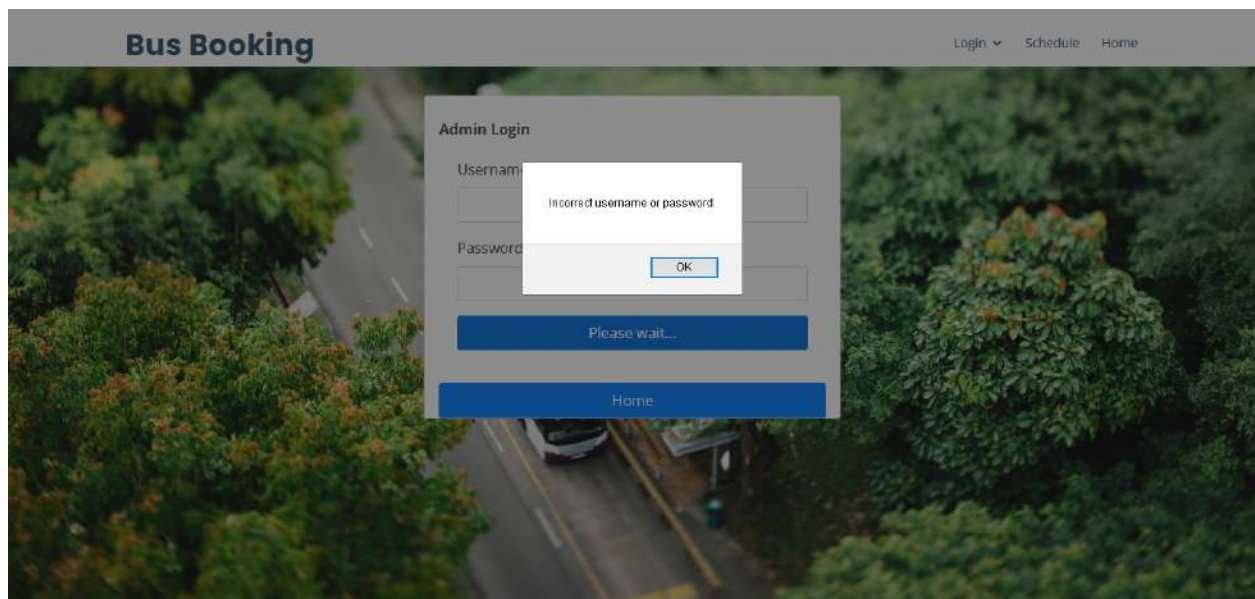 Bus Booking
Login Schedule Home
Admin Login
Usernam
Incorrect username or password
Password
OK
Please wait...
Home